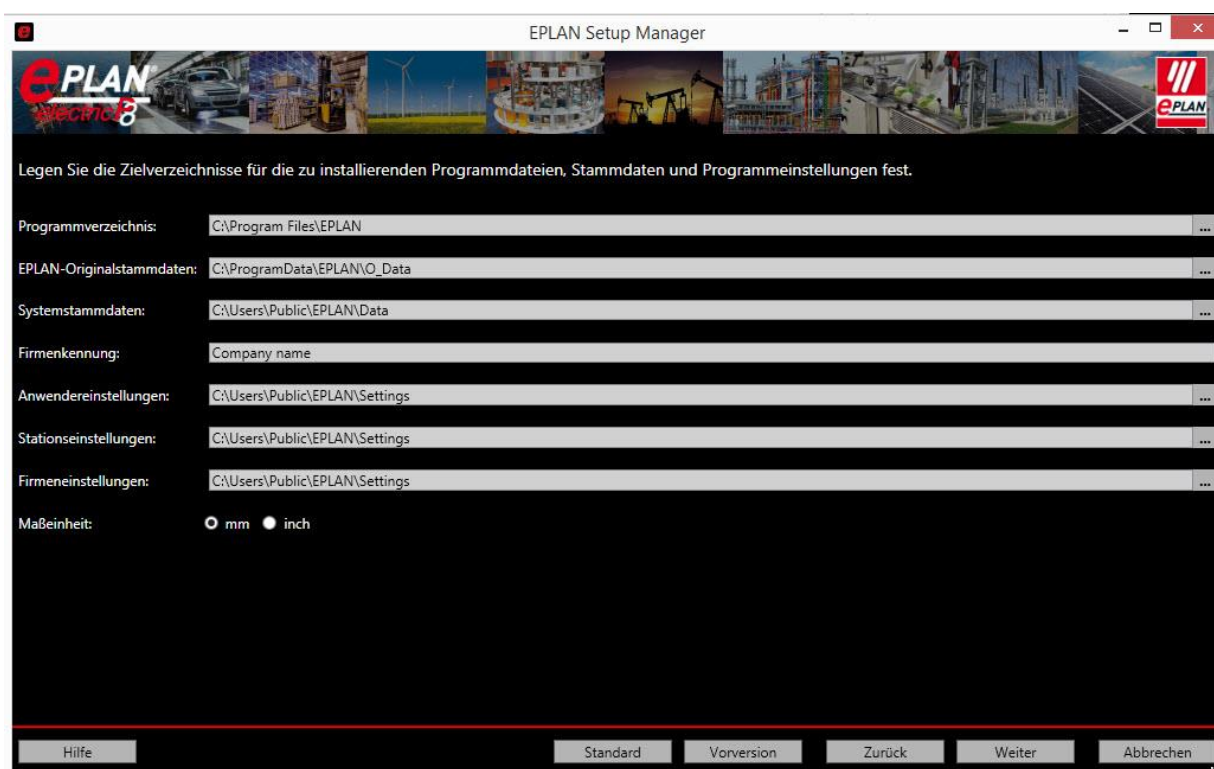 EPLAN Setup Manager
ePLAN
electric P8
ePLAN
Legen Sie die Zielverzeichnisse für die zu installierenden Programmdateien, Stammdaten und Programmeinstellungen fest.
Programmverzeichnis: C:\Program Files\EPLAN ...
EPLAN-Originalstammdaten: C:\ProgramData\EPLAN\O_Data ...
Systemstammdaten: C:\Users\Public\EPLAN\Data ...
Firmenkennung: Company name
Anwendereinstellungen: C:\Users\Public\EPLAN\Settings ...
Stationseinstellungen: C:\Users\Public\EPLAN\Settings ...
Firmeneinstellungen: C:\Users\Public\EPLAN\Settings ...
Maßeinheit: mm inch
Hilfe Standard Vorversion Zurück Weiter Abbrechen